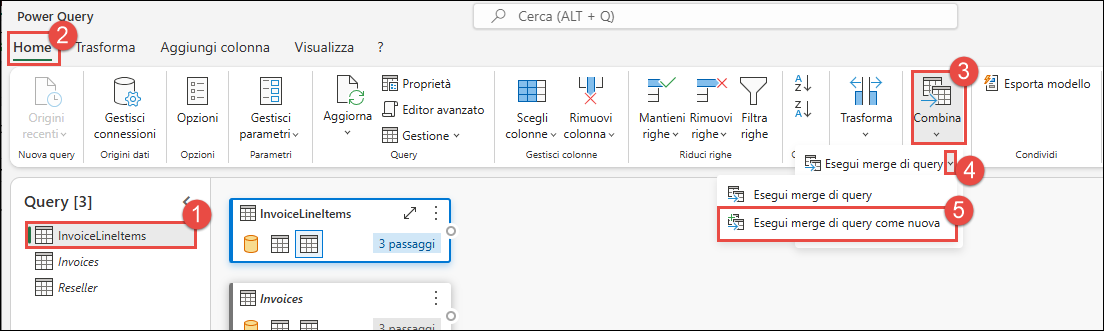 Power Query
Cerca (ALT + Q)
2
Home Trasforma Aggiungi colonna Visualizza ?
Origini recenti
Gestisci connessioni
Opzioni
Gestisci parametri
Aggiorna
Proprietà
Editor avanzato
Gestione
Scegli colonne
Rimuovi colonna
Mantieni righe
Rimuovi righe
Filtra righe
A Z
Z A
Trasforma
3
Combina
Esporta modello
Nuova query
Origini dati
Opzioni
Parametri
Query
Gestisci colonne
Riduci righe
Condividi
Esegui merge di query
4
Esegui merge di query
5
Esegui merge di query come nuova
Query [3]
1
InvoiceLineItems
Invoices
Reseller
InvoiceLineItems
3 passaggi
Invoices
3 passaggi